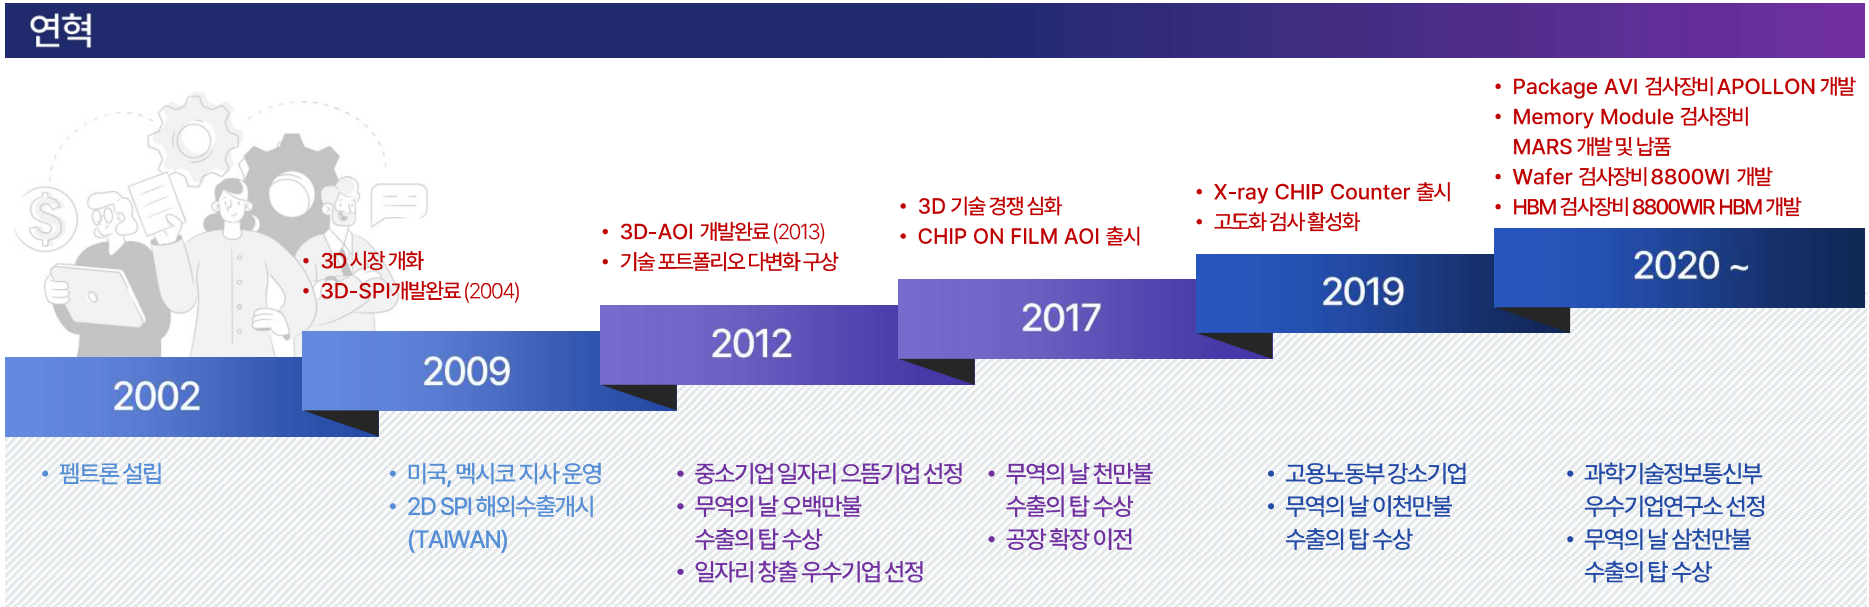 연혁
• Package AVI 검사장비 APOLLON 개발
• Memory Module 검사장비
MARS 개발 및 납품
• Wafer 검사장비 8800WI 개발
• HBM 검사장비 8800WIR HBM 개발
• X-ray CHIP Counter 출시
• 고도화 검사 활성화
• 3D 기술 경쟁 심화
• CHIP ON FILM AOI 출시
• 3D-AOI 개발완료 (2013)
• 기술 포트폴리오 다변화 구상
• 3D 시장 개화
• 3D-SPI개발완료 (2004)
2002
2009
2012
2017
2019
2020 ~
• 펨트론 설립
• 미국, 멕시코 지사 운영
• 2D SPI 해외수출개시
(TAIWAN)
• 중소기업 일자리 으뜸기업 선정
• 무역의 날 오백만불
수출의 탑 수상
• 일자리 창출 우수기업 선정
• 무역의 날 천만불
수출의 탑 수상
• 공장 확장 이전
• 고용노동부 강소기업
• 무역의 날 이천만불
수출의 탑 수상
• 과학기술정보통신부
우수기업연구소 선정
• 무역의 날 삼천만불
수출의 탑 수상